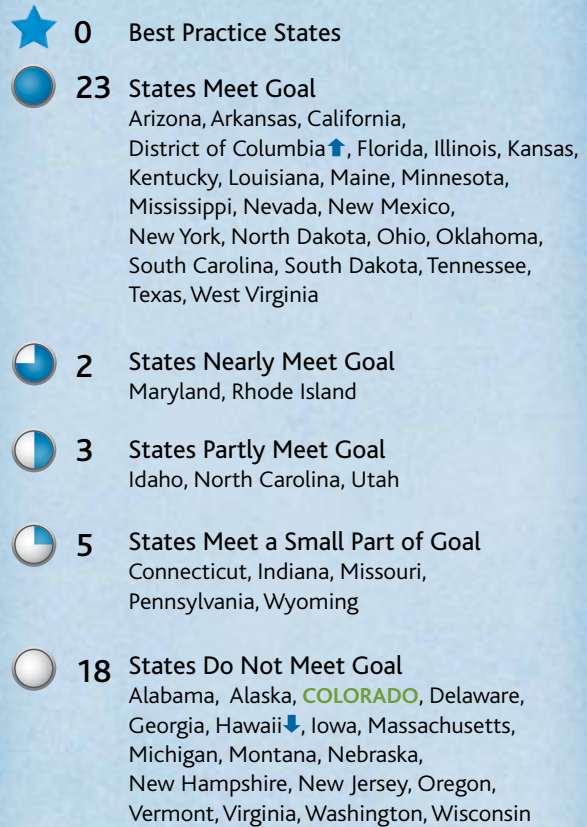 0 Best Practice States
23 States Meet Goal
Arizona, Arkansas, California,
District of Columbia⬆, Florida, Illinois, Kansas,
Kentucky, Louisiana, Maine, Minnesota,
Mississippi, Nevada, New Mexico,
New York, North Dakota, Ohio, Oklahoma,
South Carolina, South Dakota, Tennessee,
Texas, West Virginia
2 States Nearly Meet Goal
Maryland, Rhode Island
3 States Partly Meet Goal
Idaho, North Carolina, Utah
5 States Meet a Small Part of Goal
Connecticut, Indiana, Missouri,
Pennsylvania, Wyoming
18 States Do Not Meet Goal
Alabama, Alaska, COLORADO, Delaware,
Georgia, Hawaii⬇, Iowa, Massachusetts,
Michigan, Montana, Nebraska,
New Hampshire, New Jersey, Oregon,
Vermont, Virginia, Washington, Wisconsin